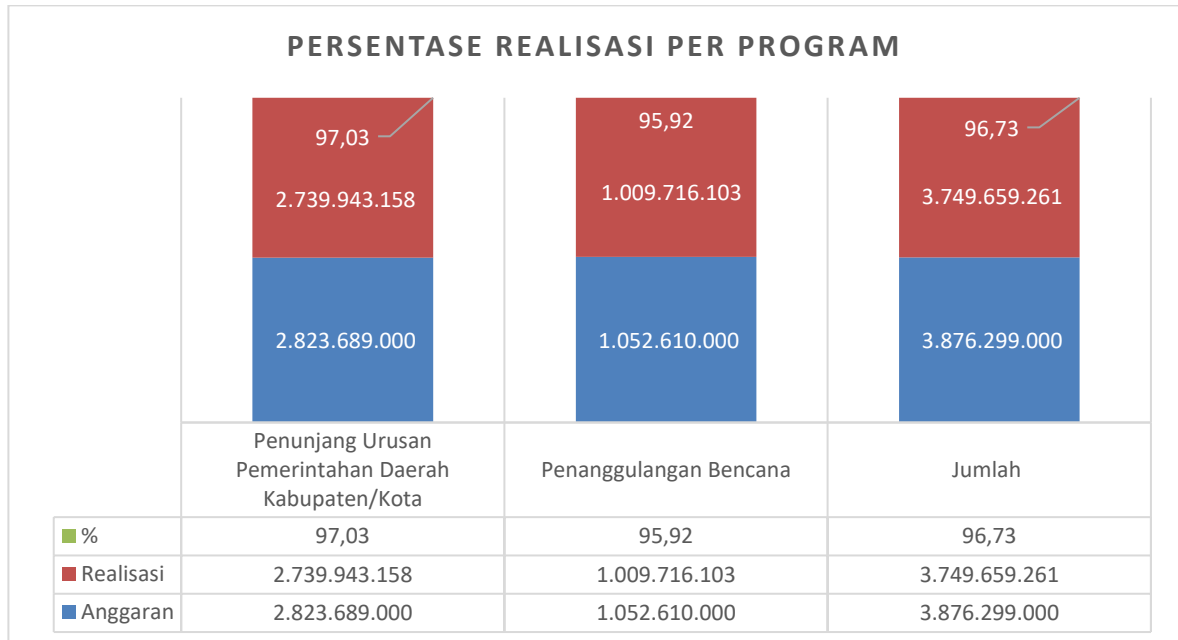 PERSENTASE REALISASI PER PROGRAM
97,03
95,92
96,73
2.739.943.158
1.009.716.103
3.749.659.261
2.823.689.000
1.052.610.000
3.876.299.000
Penunjang Urusan
Pemerintahan Daerah
Kabupaten/Kota
Penanggulangan Bencana
Jumlah
% 97,03 95,92 96,73
Realisasi 2.739.943.158 1.009.716.103 3.749.659.261
Anggaran 2.823.689.000 1.052.610.000 3.876.299.000